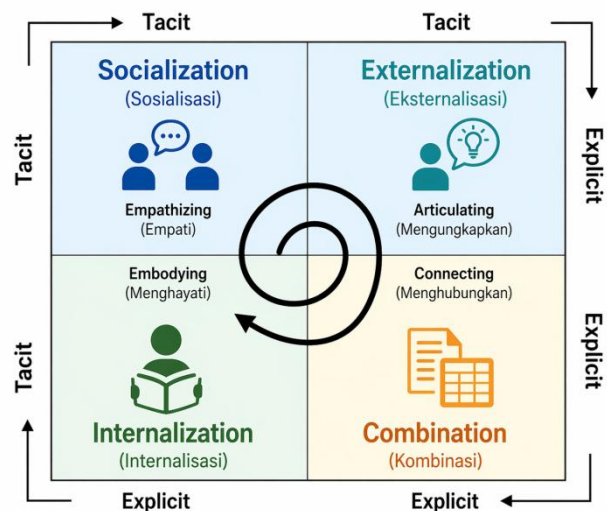 Tacit
Tacit
Tacit
Socialization
(Sosialisasi)
Empathizing
(Empati)
Externalization
(Eksternalisasi)
Articulating
(Mengungkapkan)
Explicit
Tacit
Embodying
(Menghayati)
Internalization
(Internalisasi)
Connecting
(Menghubungkan)
Combination
(Kombinasi)
Explicit
Explicit
Explicit